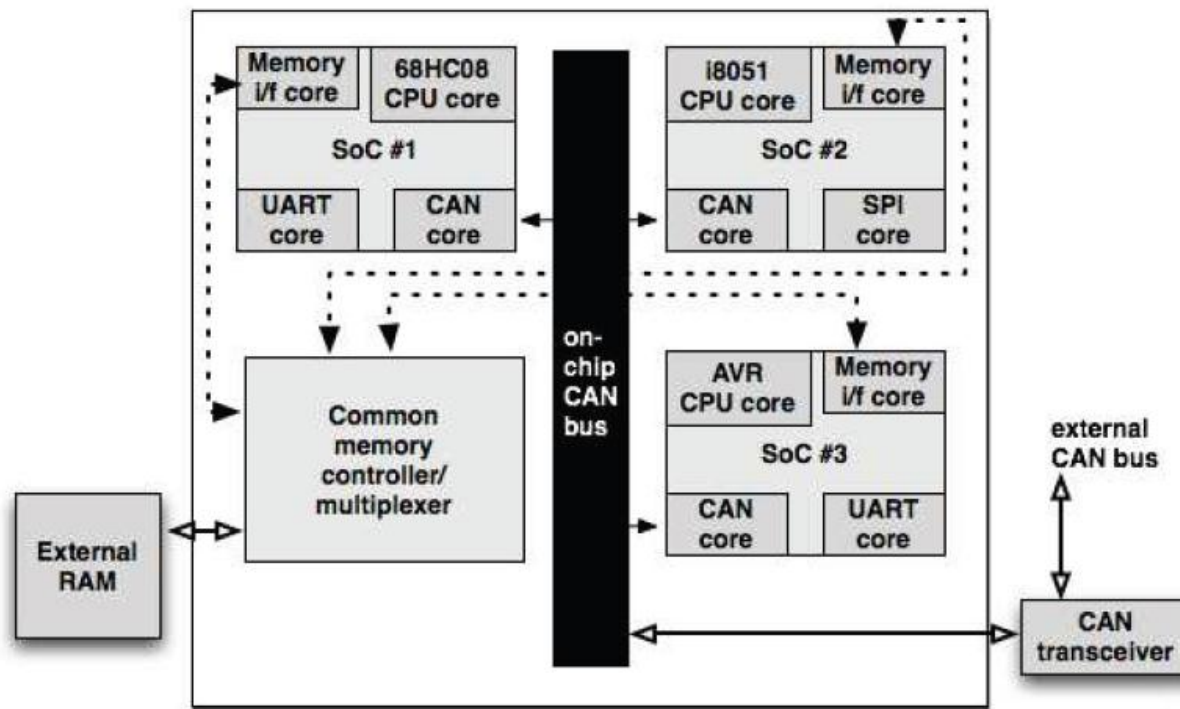 Memory
i/f core
68HC08
CPU core
SoC #1
UART
core
CAN
core
i8051
CPU core
Memory
i/f core
SoC #2
CAN
core
SPI
core
on-
chip
CAN
bus
Common
memory
controller/
multiplexer
AVR
CPU core
Memory
i/f core
SoC #3
CAN
core
UART
core
External
RAM
external
CAN bus
CAN
transceiver